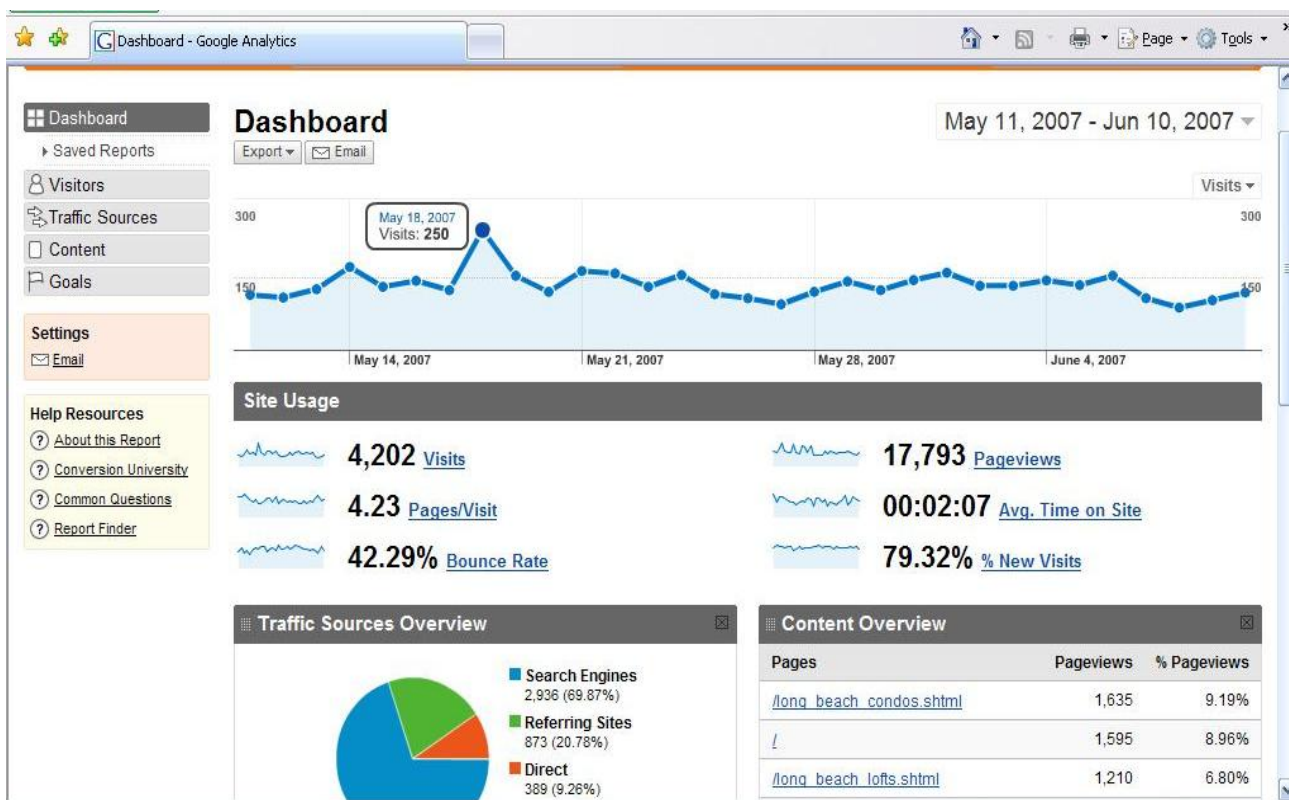 Dashboard - Google Analytics
Page
Tools
Dashboard
Saved Reports
Visitors
Traffic Sources
Content
Goals
Settings
Email
Help Resources
About this Report
Conversion University
Common Questions
Report Finder
Dashboard
May 11, 2007 - Jun 10, 2007
Export
Email
Visits
300
300
May 18, 2007
Visits: 250
150
150
May 14, 2007
May 21, 2007
May 28, 2007
June 4, 2007
Site Usage
4,202 Visits
17,793 Pageviews
4.23 Pages/Visit
00:02:07 Avg. Time on Site
42.29% Bounce Rate
79.32% % New Visits
Traffic Sources Overview
Search Engines
2,936 (69.87%)
Referring Sites
873 (20.78%)
Direct
389 (9.26%)
Content Overview
Pages Pageviews % Pageviews
/long_beach_condos.shtml 1,635 9.19%
/ 1,595 8.96%
/long_beach_lofts.shtml 1,210 6.80%